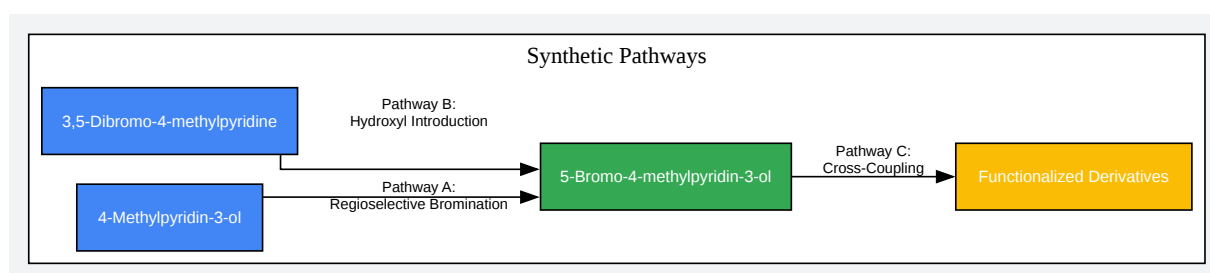 Synthetic Pathways
3,5-Dibromo-4-methylpyridine
Pathway B:
Hydroxyl Introduction
4-Methylpyridin-3-ol
Pathway A:
Regioselective Bromination
5-Bromo-4-methylpyridin-3-ol
Pathway C:
Cross-Coupling
Functionalized Derivatives